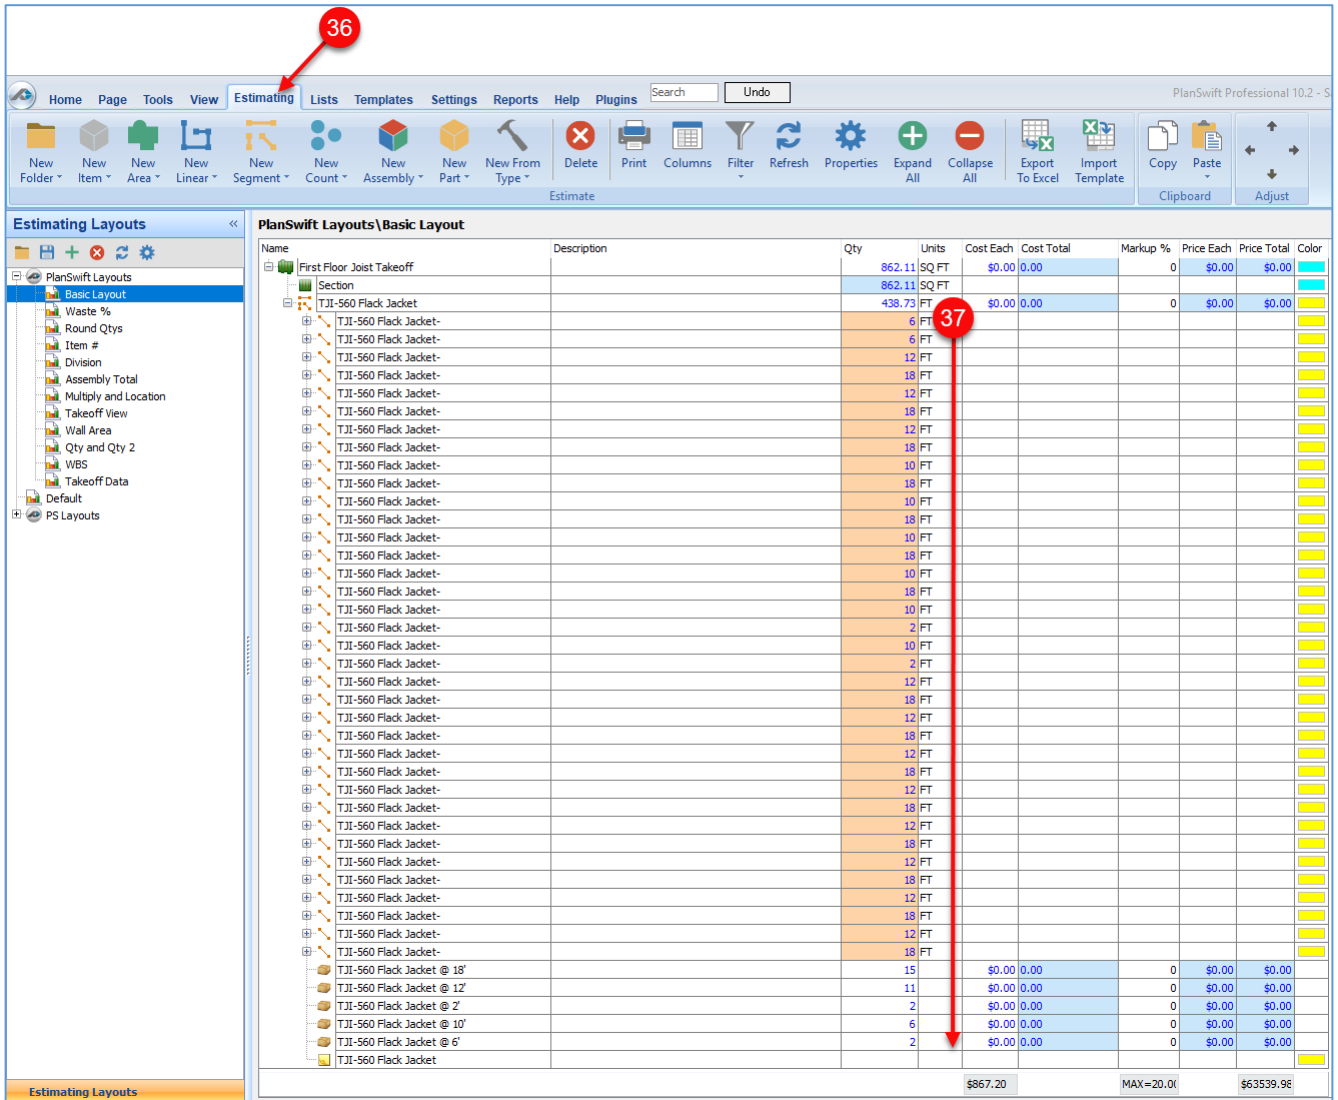 36
Home Page Tools View Estimating Lists Templates Settings Reports Help Plugins Search Undo PlanSwift Professional 10.2 - S
New Folder New Item New Area New Linear New Segment New Count New Assembly New Part New From Type Delete Print Columns Filter Refresh Properties Expand All Collapse All Export To Excel Import Template Copy Paste
Estimate Clipboard Adjust
Estimating Layouts «
PlanSwift Layouts
Basic Layout
Waste %
Round Qtys
Item #
Division
Assembly Total
Multiply and Location
Takeoff View
Wall Area
Qty and Qty 2
WBS
Takeoff Data
Default
PS Layouts
Estimating Layouts
PlanSwift Layouts\Basic Layout
Name Description Qty Units Cost Each Cost Total Markup % Price Each Price Total Color
First Floor Joist Takeoff 862.11 SQ FT $0.00 0.00 0 $0.00 $0.00
Section 862.11 SQ FT
TJI-560 Flack Jacket 438.73 FT $0.00 0.00 0 $0.00 $0.00
37
TJI-560 Flack Jacket- 6 FT
TJI-560 Flack Jacket- 6 FT
TJI-560 Flack Jacket- 12 FT
TJI-560 Flack Jacket- 18 FT
TJI-560 Flack Jacket- 12 FT
TJI-560 Flack Jacket- 18 FT
TJI-560 Flack Jacket- 12 FT
TJI-560 Flack Jacket- 18 FT
TJI-560 Flack Jacket- 10 FT
TJI-560 Flack Jacket- 18 FT
TJI-560 Flack Jacket- 10 FT
TJI-560 Flack Jacket- 18 FT
TJI-560 Flack Jacket- 10 FT
TJI-560 Flack Jacket- 18 FT
TJI-560 Flack Jacket- 10 FT
TJI-560 Flack Jacket- 18 FT
TJI-560 Flack Jacket- 10 FT
TJI-560 Flack Jacket- 2 FT
TJI-560 Flack Jacket- 10 FT
TJI-560 Flack Jacket- 2 FT
TJI-560 Flack Jacket- 12 FT
TJI-560 Flack Jacket- 18 FT
TJI-560 Flack Jacket- 12 FT
TJI-560 Flack Jacket- 18 FT
TJI-560 Flack Jacket- 12 FT
TJI-560 Flack Jacket- 18 FT
TJI-560 Flack Jacket- 12 FT
TJI-560 Flack Jacket- 18 FT
TJI-560 Flack Jacket- 12 FT
TJI-560 Flack Jacket- 18 FT
TJI-560 Flack Jacket- 12 FT
TJI-560 Flack Jacket- 18 FT
TJI-560 Flack Jacket- 12 FT
TJI-560 Flack Jacket- 18 FT
TJI-560 Flack Jacket- 12 FT
TJI-560 Flack Jacket- 18 FT
TJI-560 Flack Jacket @ 18' 15 $0.00 0.00 0 $0.00 $0.00
TJI-560 Flack Jacket @ 12' 11 $0.00 0.00 0 $0.00 $0.00
TJI-560 Flack Jacket @ 2' 2 $0.00 0.00 0 $0.00 $0.00
TJI-560 Flack Jacket @ 10' 6 $0.00 0.00 0 $0.00 $0.00
TJI-560 Flack Jacket @ 6' 2 $0.00 0.00 0 $0.00 $0.00
TJI-560 Flack Jacket
$867.20 MAX=20.0( $63539.98